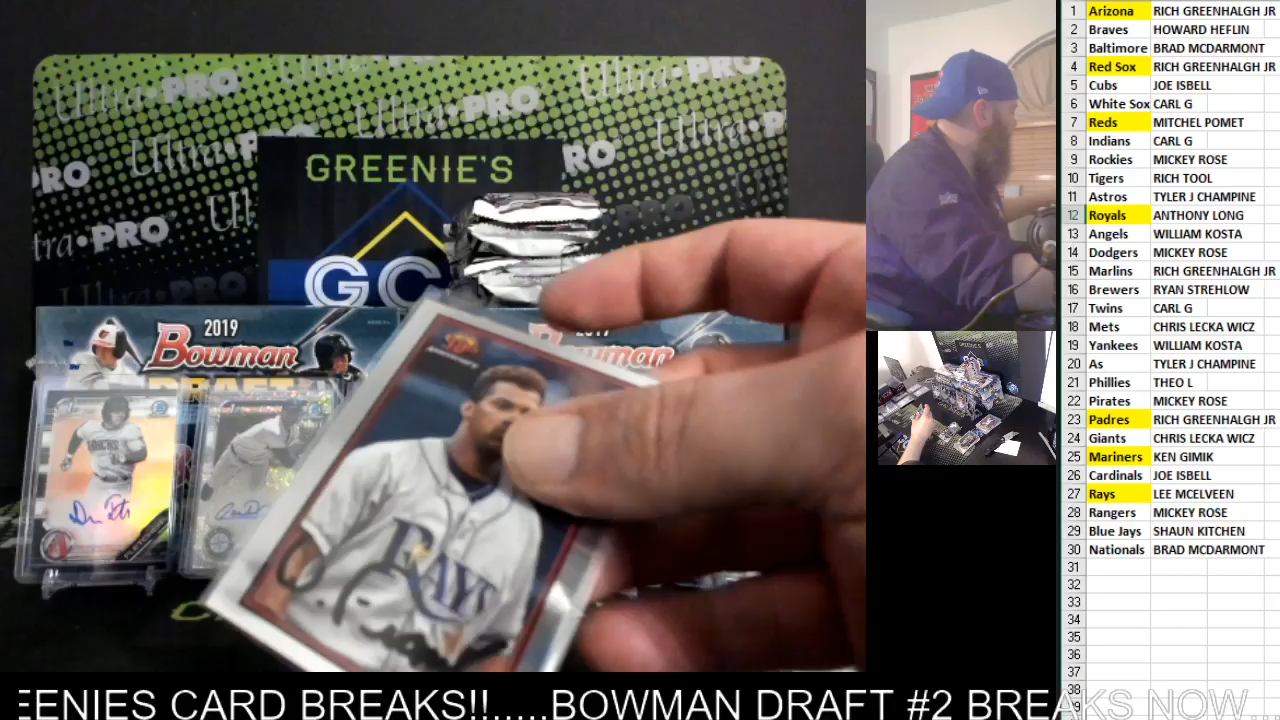 Ultra•PRO
Ultra•PRO
Ultra•PRO
Ultra•PRO
GREENIE'S
GC
2019
Bowman
DRAFT
Bowman
RAYS
1 Arizona RICH GREENHALGH JR
2 Braves HOWARD HEFLIN
3 Baltimore BRAD MCDARMONT
4 Red Sox RICH GREENHALGH JR
5 Cubs JOE ISBELL
6 White Sox CARL G
7 Reds MITCHEL POMET
8 Indians CARL G
9 Rockies MICKEY ROSE
10 Tigers RICH TOOL
11 Astros TYLER J CHAMPINE
12 Royals ANTHONY LONG
13 Angels WILLIAM KOSTA
14 Dodgers MICKEY ROSE
15 Marlins RICH GREENHALGH JR
16 Brewers RYAN STREHLOW
17 Twins CARL G
18 Mets CHRIS LECKA WICZ
19 Yankees WILLIAM KOSTA
20 As TYLER J CHAMPINE
21 Phillies THEO L
22 Pirates MICKEY ROSE
23 Padres RICH GREENHALGH JR
24 Giants CHRIS LECKA WICZ
25 Mariners KEN GIMIK
26 Cardinals JOE ISBELL
27 Rays LEE MCELVEEN
28 Rangers MICKEY ROSE
29 Blue Jays SHAUN KITCHEN
30 Nationals BRAD MCDARMONT
31
32
33
34
35
36
37
38
EENIES CARD BREAKS!!.....BOWMAN DRAFT #2 BREAKS NOW...